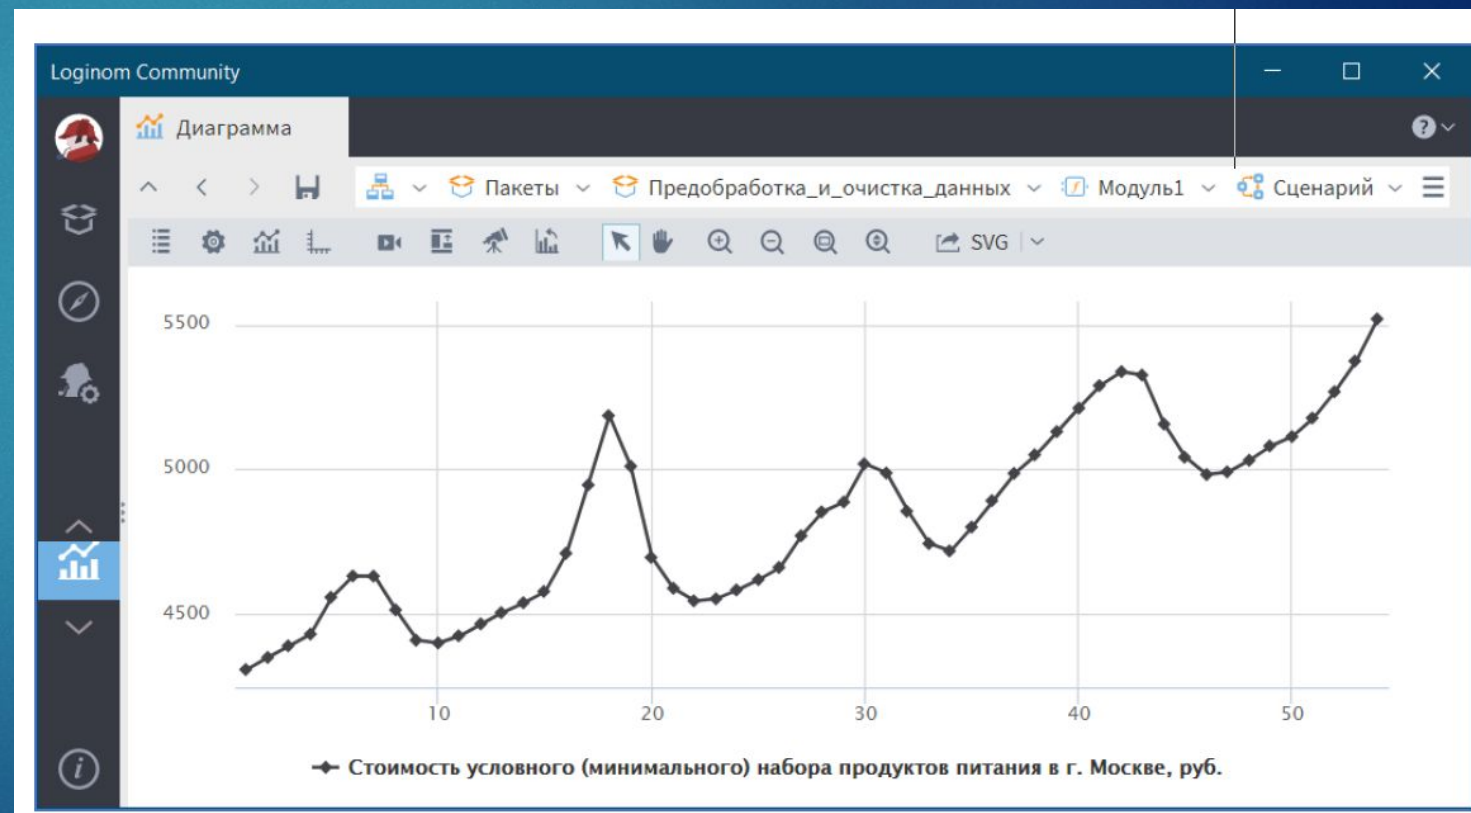 Loginom Community
Диаграмма
Пакеты Предобработка_и_очистка_данных Модуль1 Сценарий
SVG
5500
5000
4500
10 20 30 40 50
Стоимость условного (минимального) набора продуктов питания в г. Москве, руб.